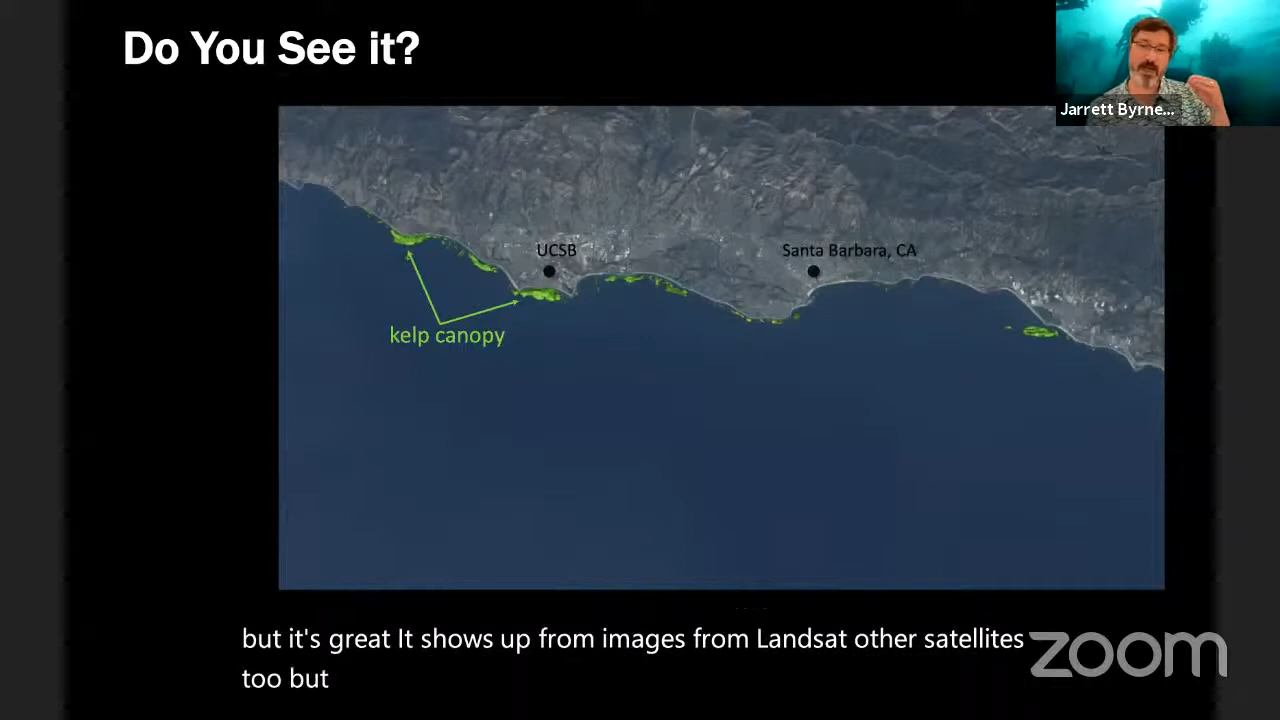 Do You See it?
Jarrett Byrne...
UCSB
Santa Barbara, CA
kelp canopy
but it's great It shows up from images from Landsat other satellites
too but
zoom